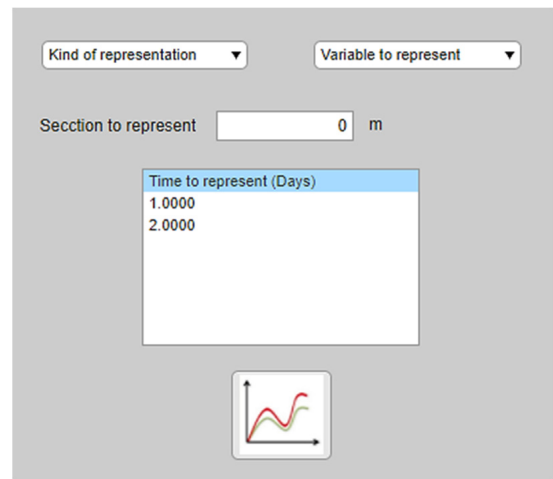 Kind of representation
Variable to represent
Secction to represent 0 m
Time to represent (Days)
1.0000
2.0000